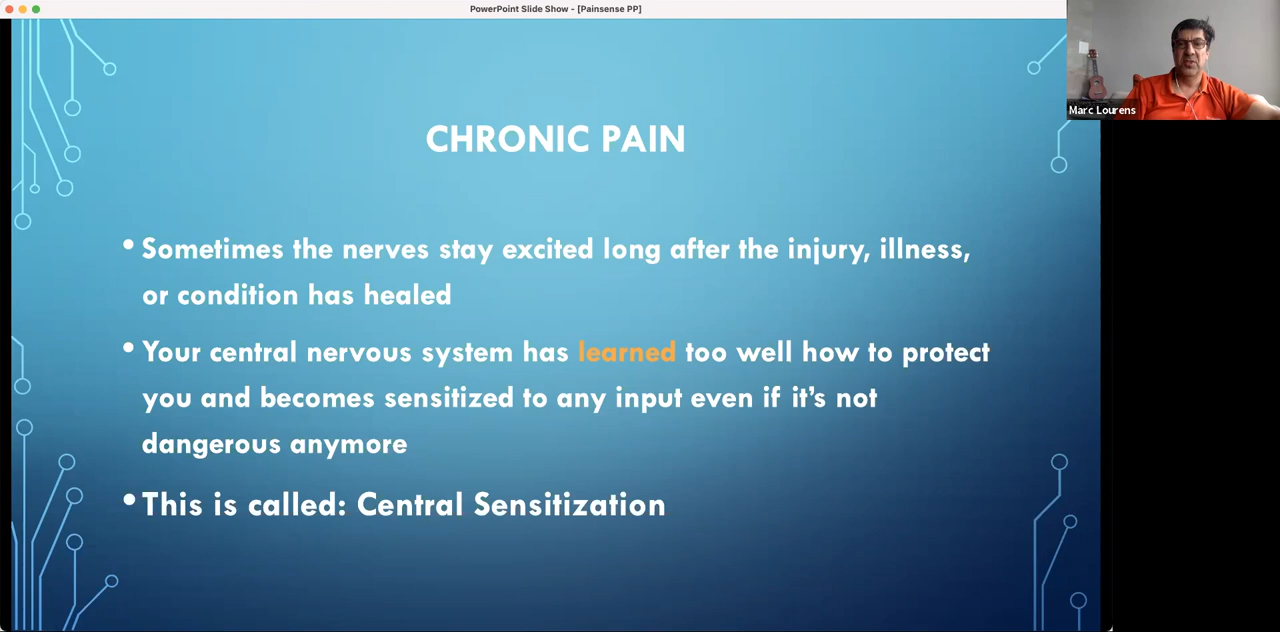 PowerPoint Slide Show - [Painsense PP]
Marc Lourens
CHRONIC PAIN
• Sometimes the nerves stay excited long after the injury, illness,
or condition has healed
• Your central nervous system has learned too well how to protect
you and becomes sensitized to any input even if it’s not
dangerous anymore
• This is called: Central Sensitization